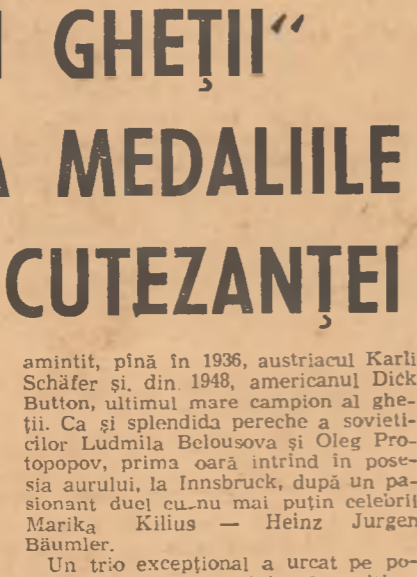 GHEȚII"
MEDALIILE
CUTEZANȚEI
amintit, pînă în 1936, austriacul Karli
Schäfer și. din 1948, americanul Dick
Button, ultimul mare campion al ghe-
ții. Ca și splendida pereche a sovieti-
cilor Ludmila Belousova și Oleg Pro-
topopov, prima oară intrînd în pose-
sia aurului, la Innsbruck, după un pa-
sionant duel cu nu mai puțin celebrii
Marika Kilius — Heinz Jurgen
Bäumler.
Un trio excepțional a urcat pe po-